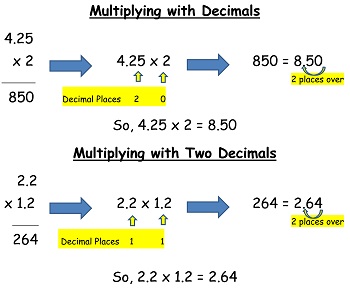 Multiplying with Decimals
4.25
x 2
850
4.25 x 2
Decimal Places 2 0
850 = 8.50
2 places over
So, 4.25 x 2 = 8.50
Multiplying with Two Decimals
2.2
x 1.2
264
2.2 x 1.2
Decimal Places 1 1
264 = 2.64
2 places over
So, 2.2 x 1.2 = 2.64